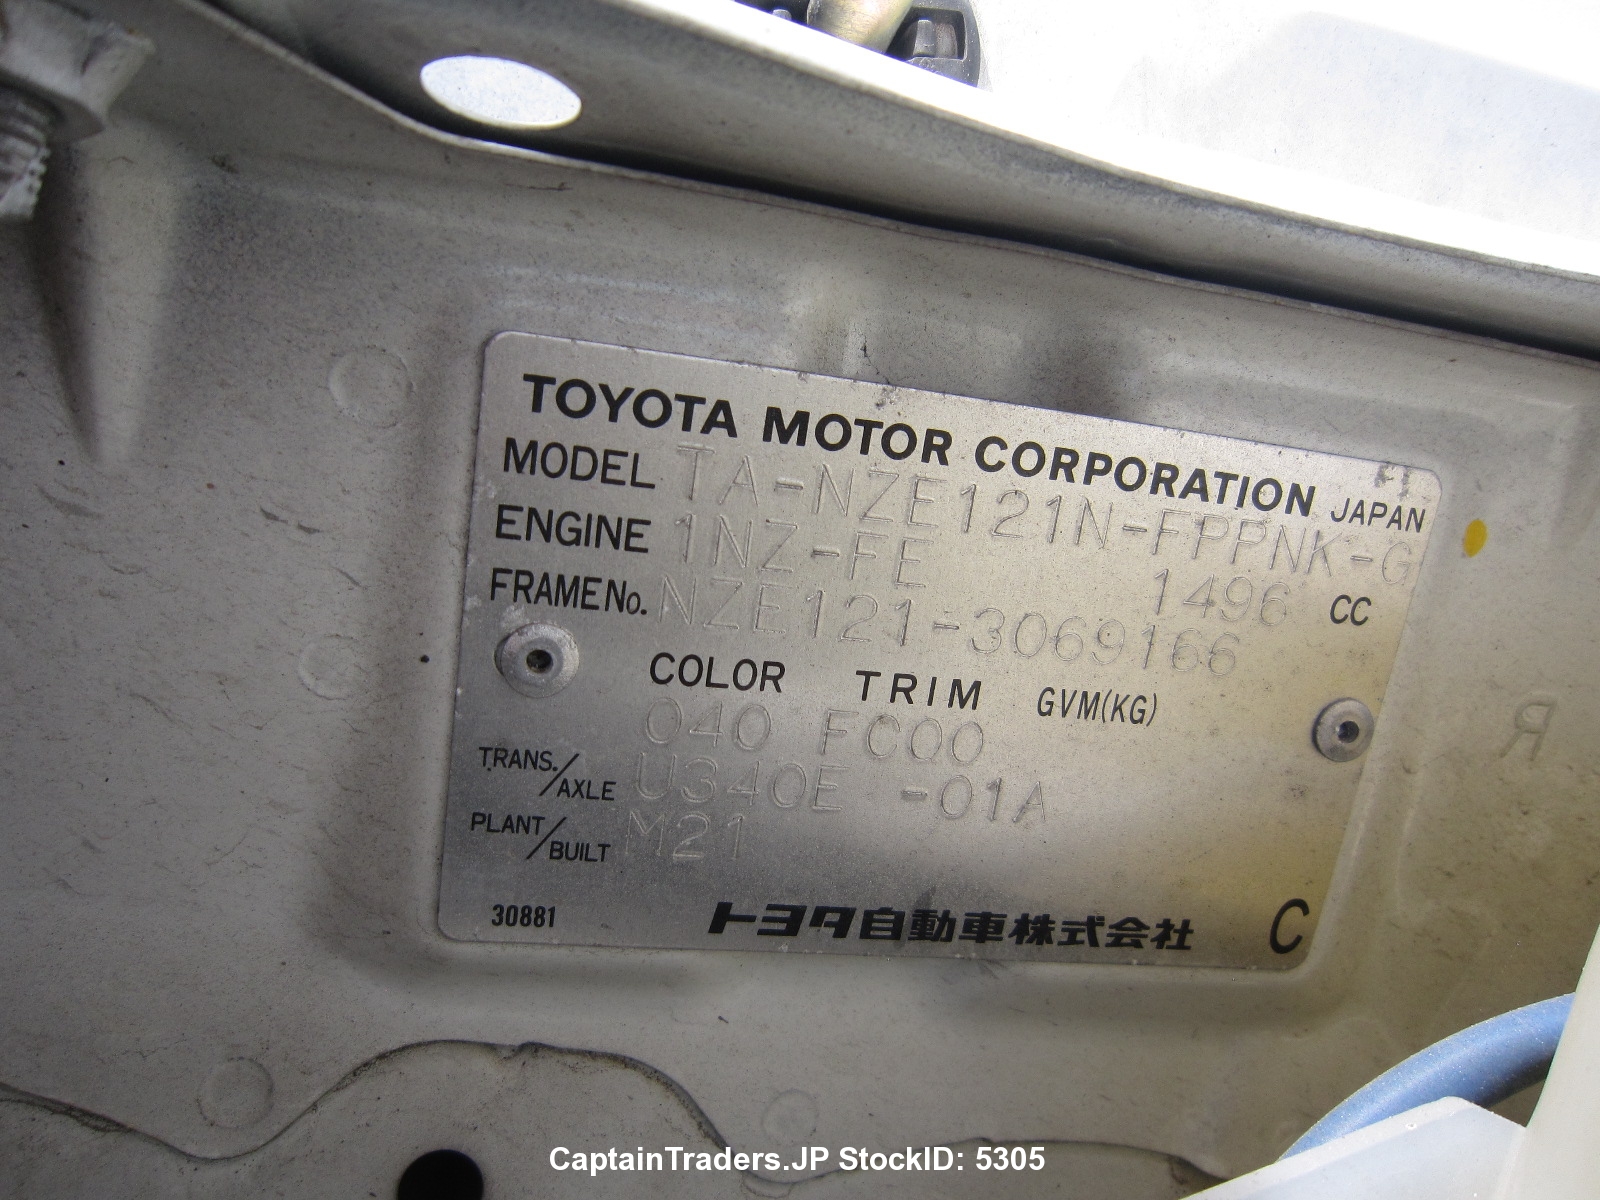 TOYOTA MOTOR CORPORATION JAPAN
MODEL TA-NZE121N-FPPNK-G
ENGINE 1NZ-FE 1496 CC
FRAME No. NZE121-3069166
COLOR TRIM GVM(KG)
040 FC00
TRANS./AXLE U340E -01A
PLANT/BUILT M21
30881 トヨタ自動車株式会社 C
CaptainTraders.JP StockID: 5305